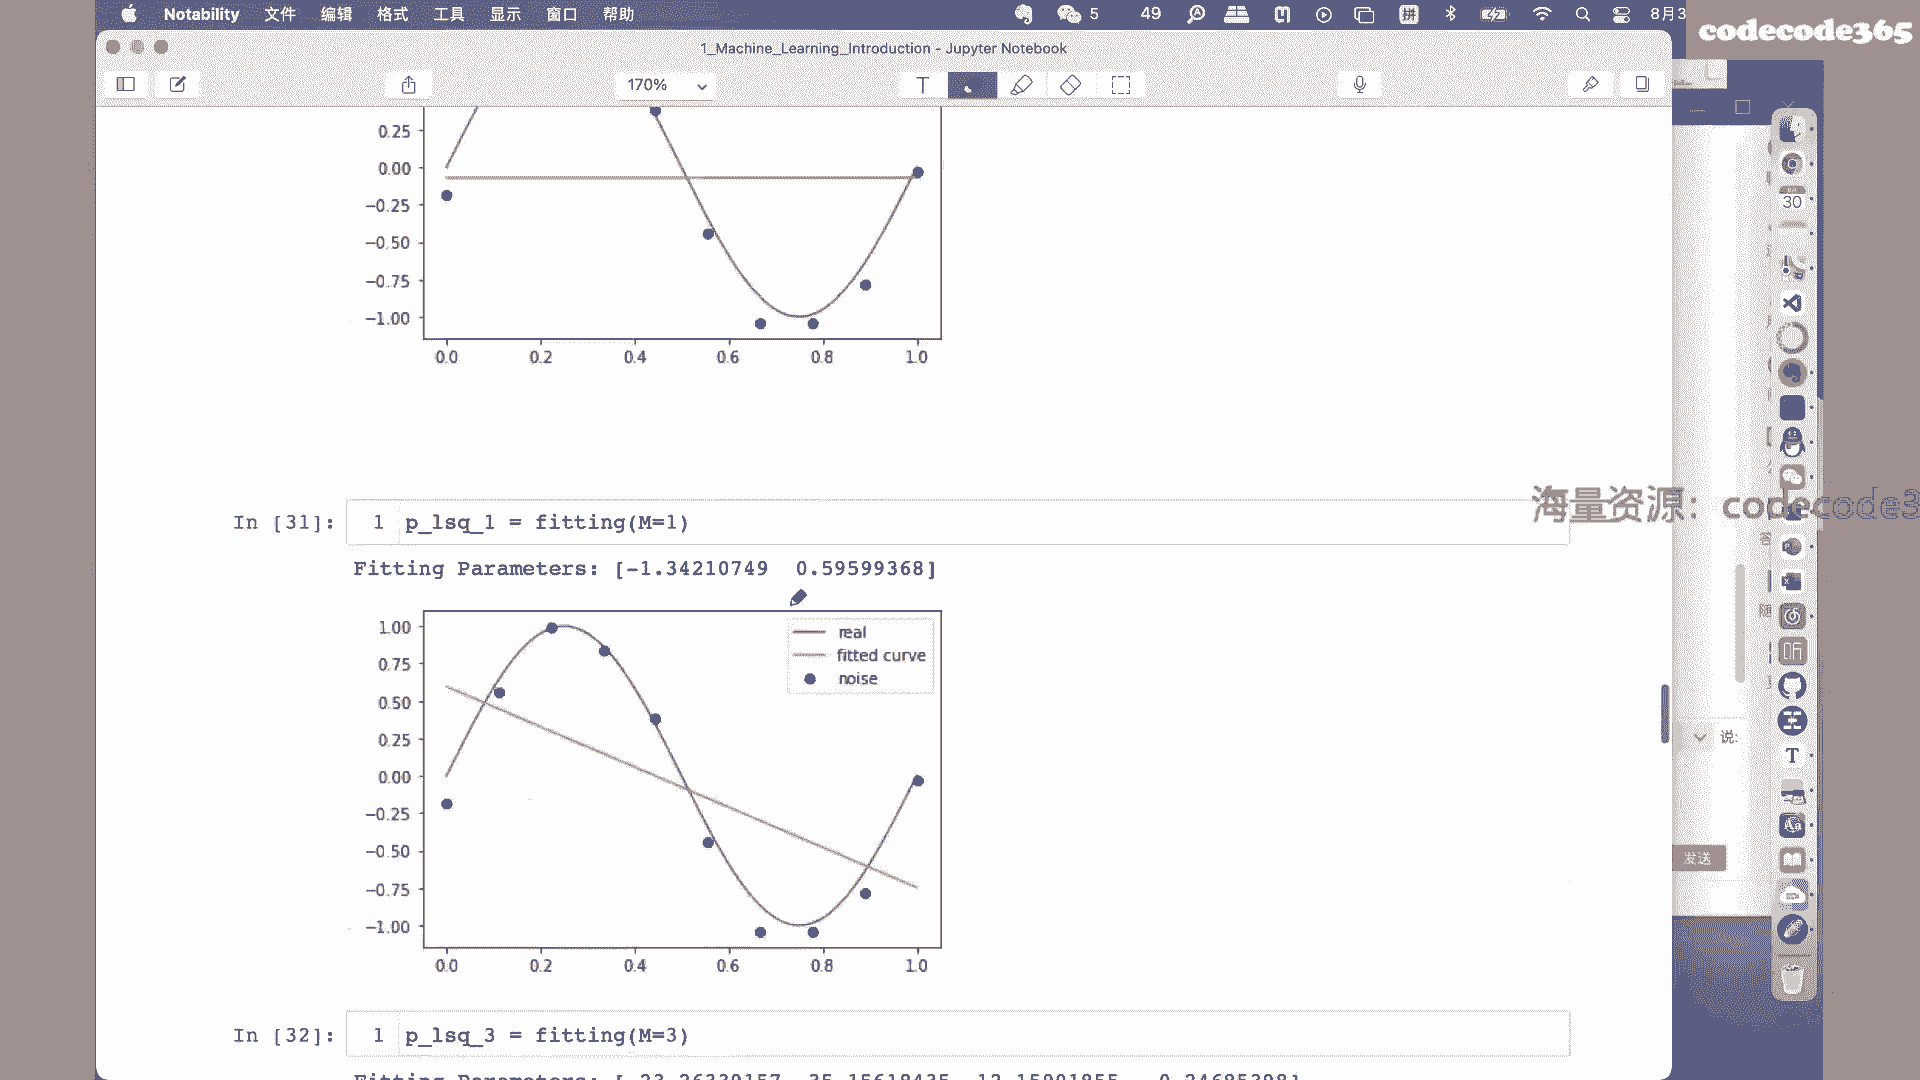 Notability 文件 编辑 格式 工具 显示 窗口 帮助 5 49 拼 8月3
codecode365
1_Machine_Learning_Introduction - Jupyter Notebook
170% T
30
0.25
0.00
−0.25
−0.50
−0.75
−1.00
0.0 0.2 0.4 0.6 0.8 1.0
海量资源：codecode3
In [31]: 1 p_lsq_1 = fitting(M=1)
Fitting Parameters: [-1.34210749 0.59599368]
real
fitted curve
noise
1.00
0.75
0.50
0.25
0.00
−0.25
−0.50
−0.75
−1.00
0.0 0.2 0.4 0.6 0.8 1.0
随
说:
T
Aa
发送
In [32]: 1 p_lsq_3 = fitting(M=3)